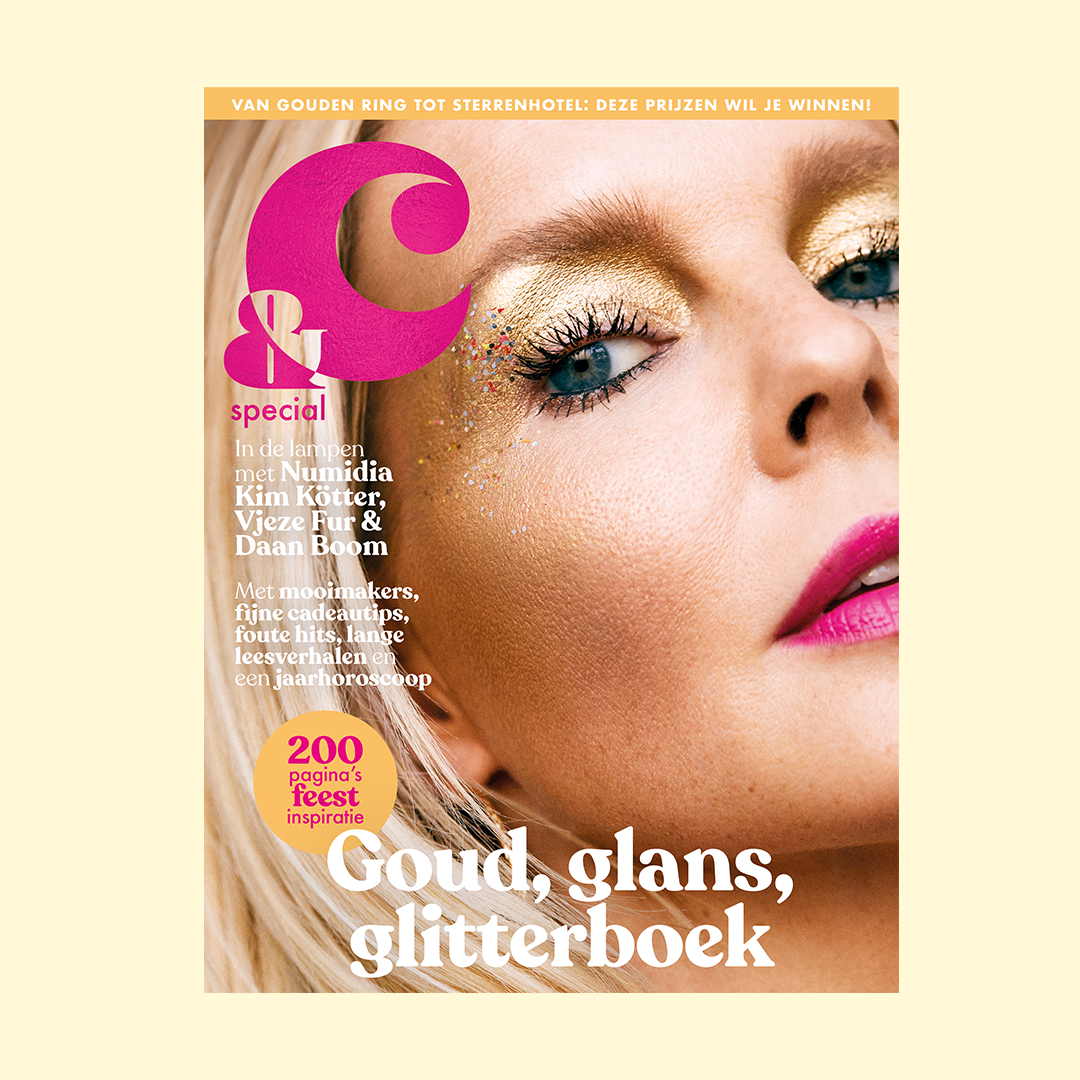 VAN GOUDEN RING TOT STERRENHOTEL: DEZE PRIJZEN WIL JE WINNEN!
&C
special
In de lampen
met Numidia
Kim Kötter,
Vjeze Fur &
Daan Boom
Met mooimakers,
fijne cadeautips,
foute hits, lange
leesverhalen en
een jaarhoroscoop
200
pagina's
feest
inspiratie
Goud, glans,
glitterboek